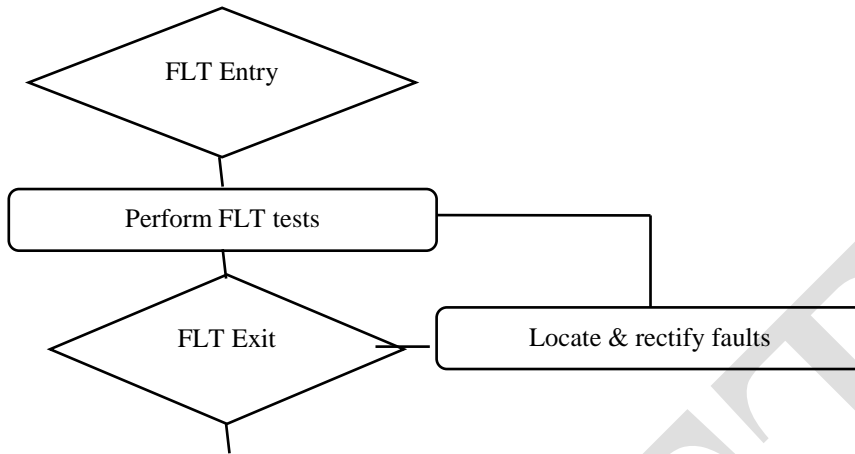 FLT Entry
Perform FLT tests
FLT Exit
Locate & rectify faults